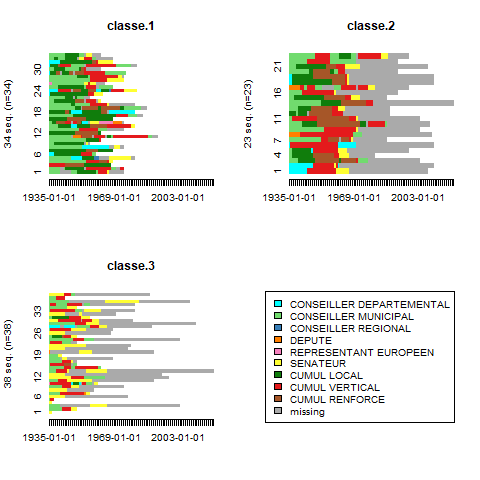 classe.1
34 seq. (n=34)
30
24
18
12
6
1
1935-01-01
1969-01-01
2003-01-01
classe.2
23 seq. (n=23)
21
16
11
7
4
1
1935-01-01
1969-01-01
2003-01-01
classe.3
38 seq. (n=38)
33
26
19
12
6
1
1935-01-01
1969-01-01
2003-01-01
CONSEILLER DEPARTEMENTAL
CONSEILLER MUNICIPAL
CONSEILLER REGIONAL
DEPUTE
REPRESENTANT EUROPEEN
SENATEUR
CUMUL LOCAL
CUMUL VERTICAL
CUMUL RENFORCE
missing